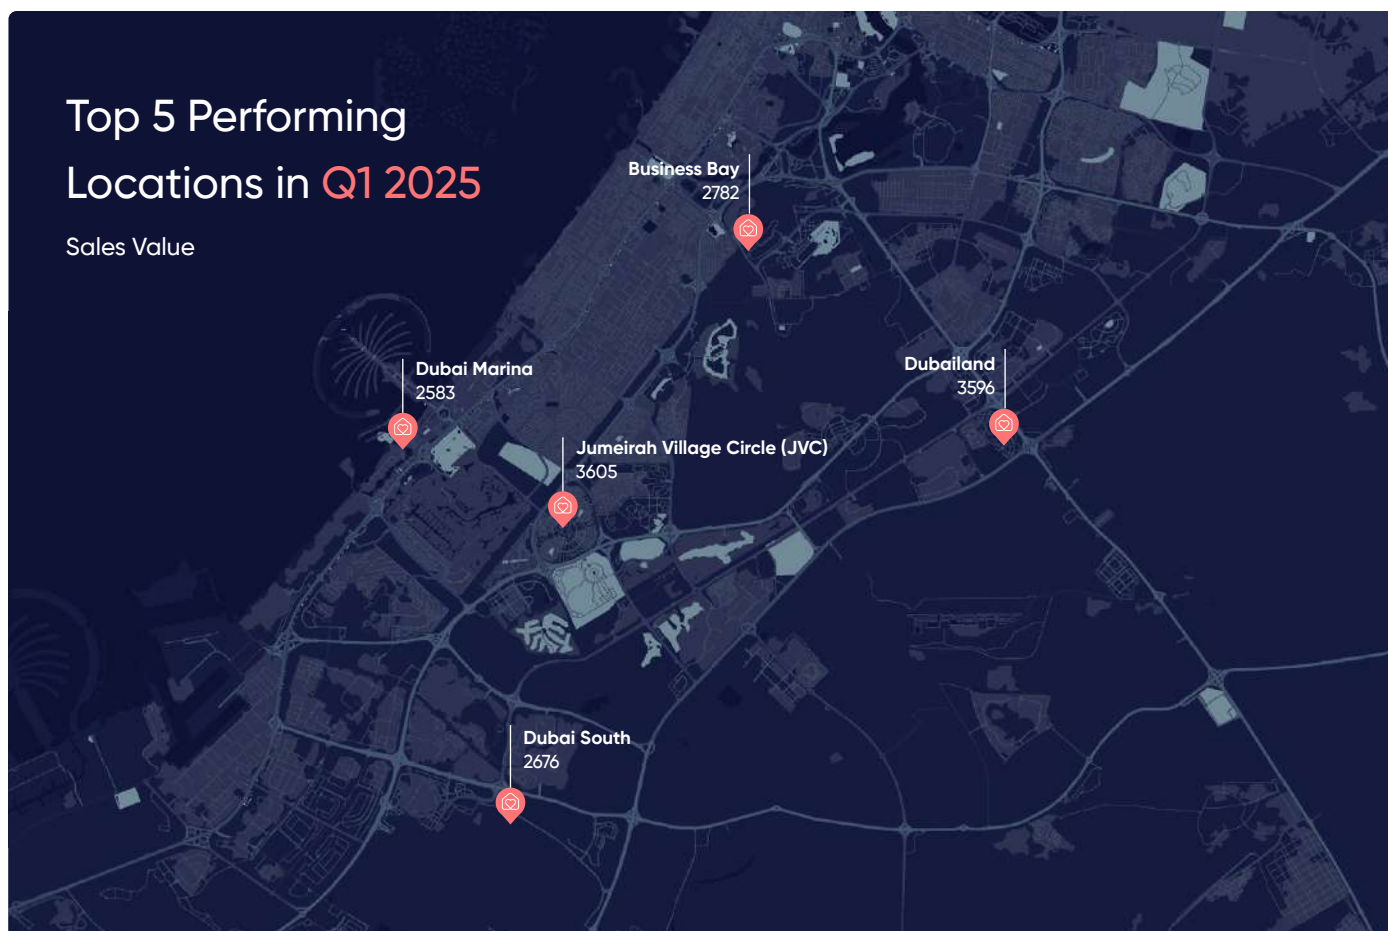 Top 5 Performing
Locations in Q1 2025
Sales Value
Business Bay
2782
Dubai Marina
2583
Dubailand
3596
Jumeirah Village Circle (JVC)
3605
Dubai South
2676